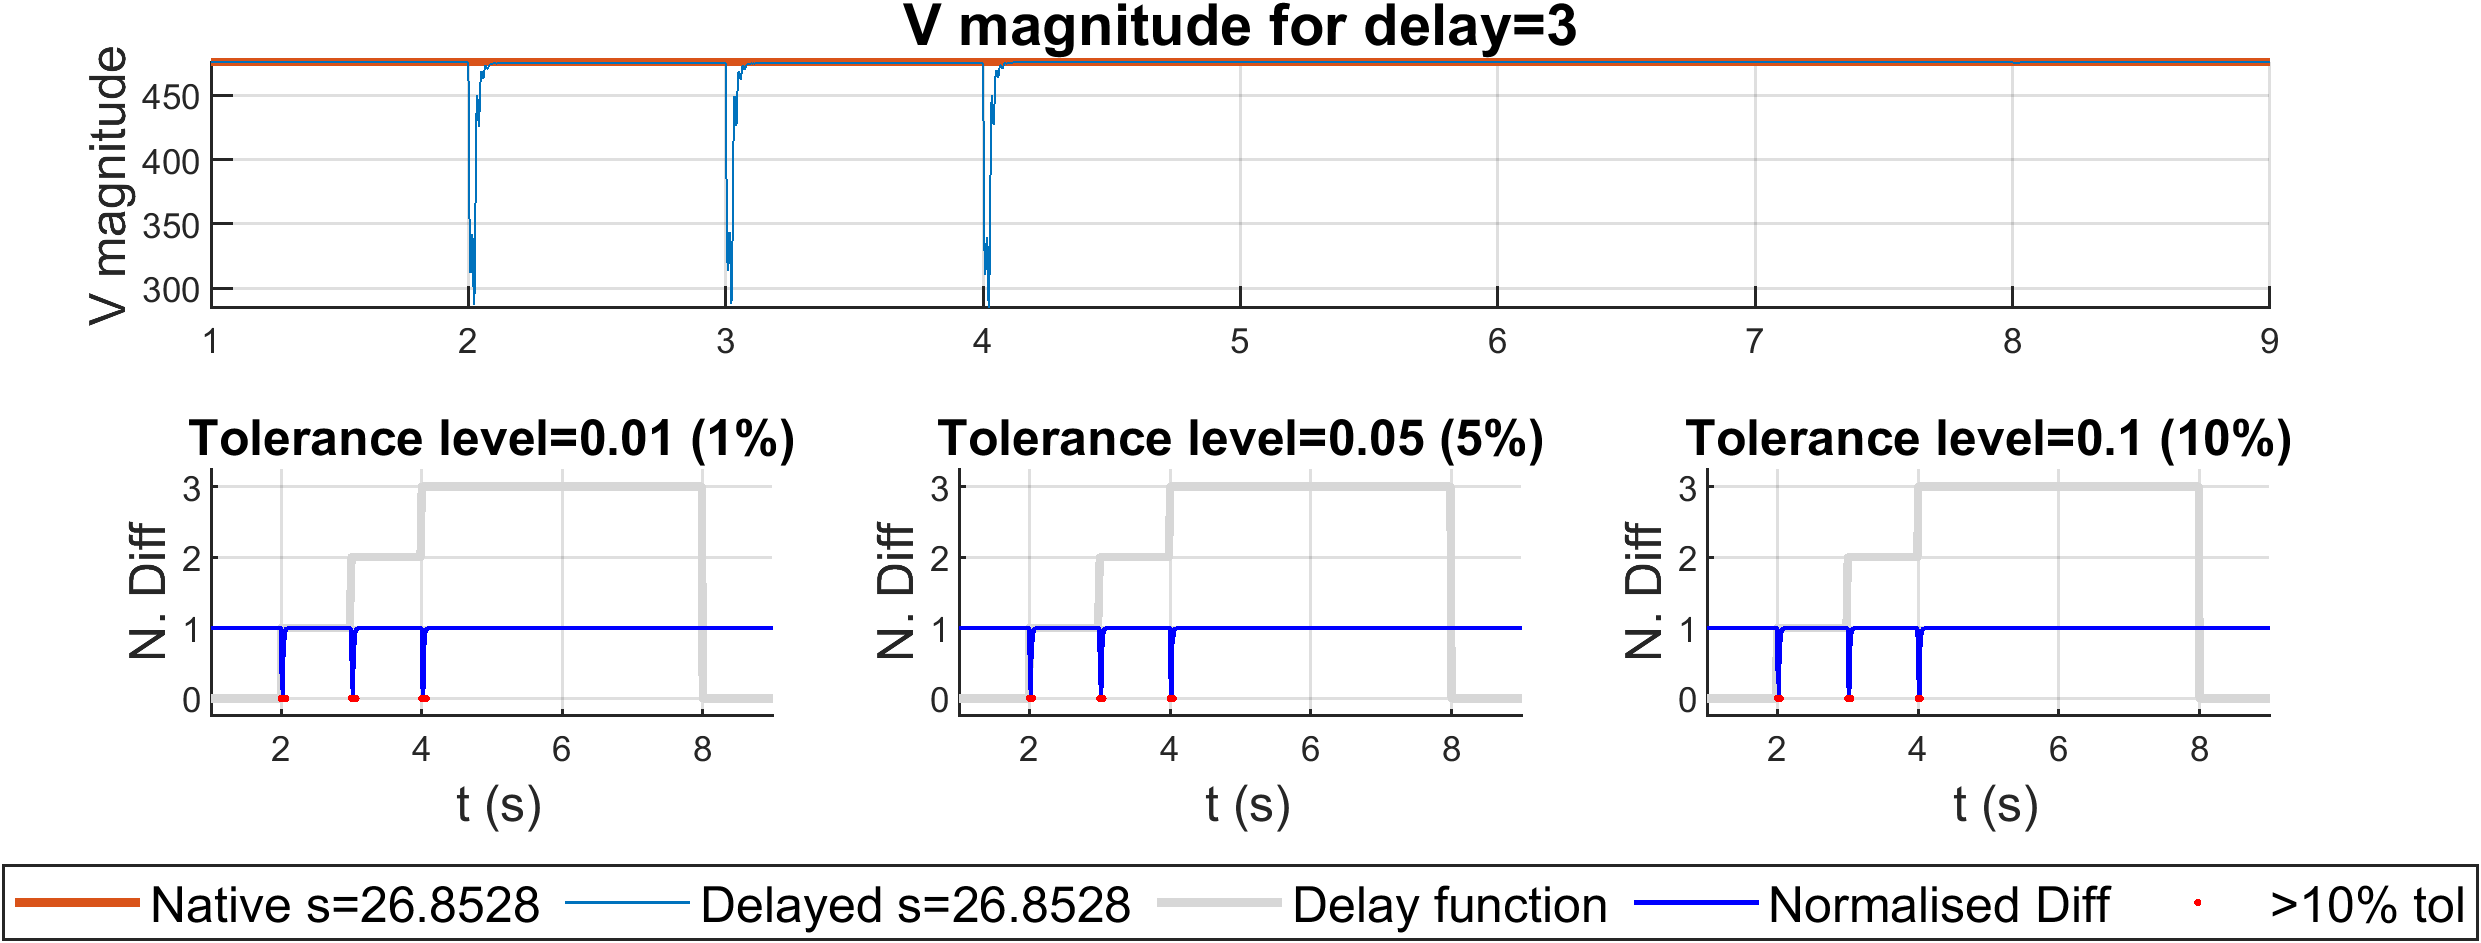 V magnitude for delay=3
V magnitude
450
400
350
300
1 2 3 4 5 6 7 8 9
Tolerance level=0.01 (1%)
N. Diff
3
2
1
0
2 4 6 8
t (s)
Tolerance level=0.05 (5%)
N. Diff
3
2
1
0
2 4 6 8
t (s)
Tolerance level=0.1 (10%)
N. Diff
3
2
1
0
2 4 6 8
t (s)
Native s=26.8528 Delayed s=26.8528 Delay function Normalised Diff >10% tol